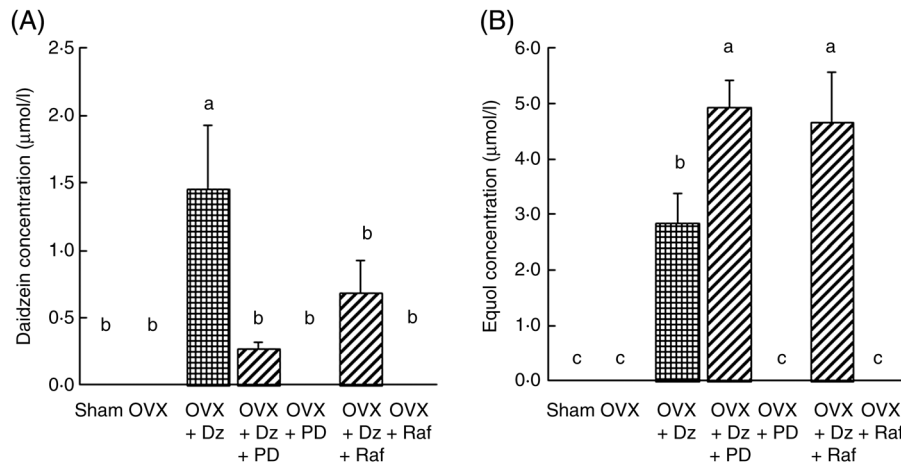 (A)
Daidzein concentration (μmol/l)
2·5
2·0
1·5
1·0
0·5
0·0
b
b
a
b
b
b
b
Sham OVX OVX OVX OVX OVX OVX
+ Dz + Dz + PD + Dz + Raf
+ PD + Raf
(B)
Equol concentration (μmol/l)
6·0
5·0
4·0
3·0
2·0
1·0
0·0
c
c
b
a
c
a
c
Sham OVX OVX OVX OVX OVX OVX
+ Dz + Dz + PD + Dz + Raf
+ PD + Raf